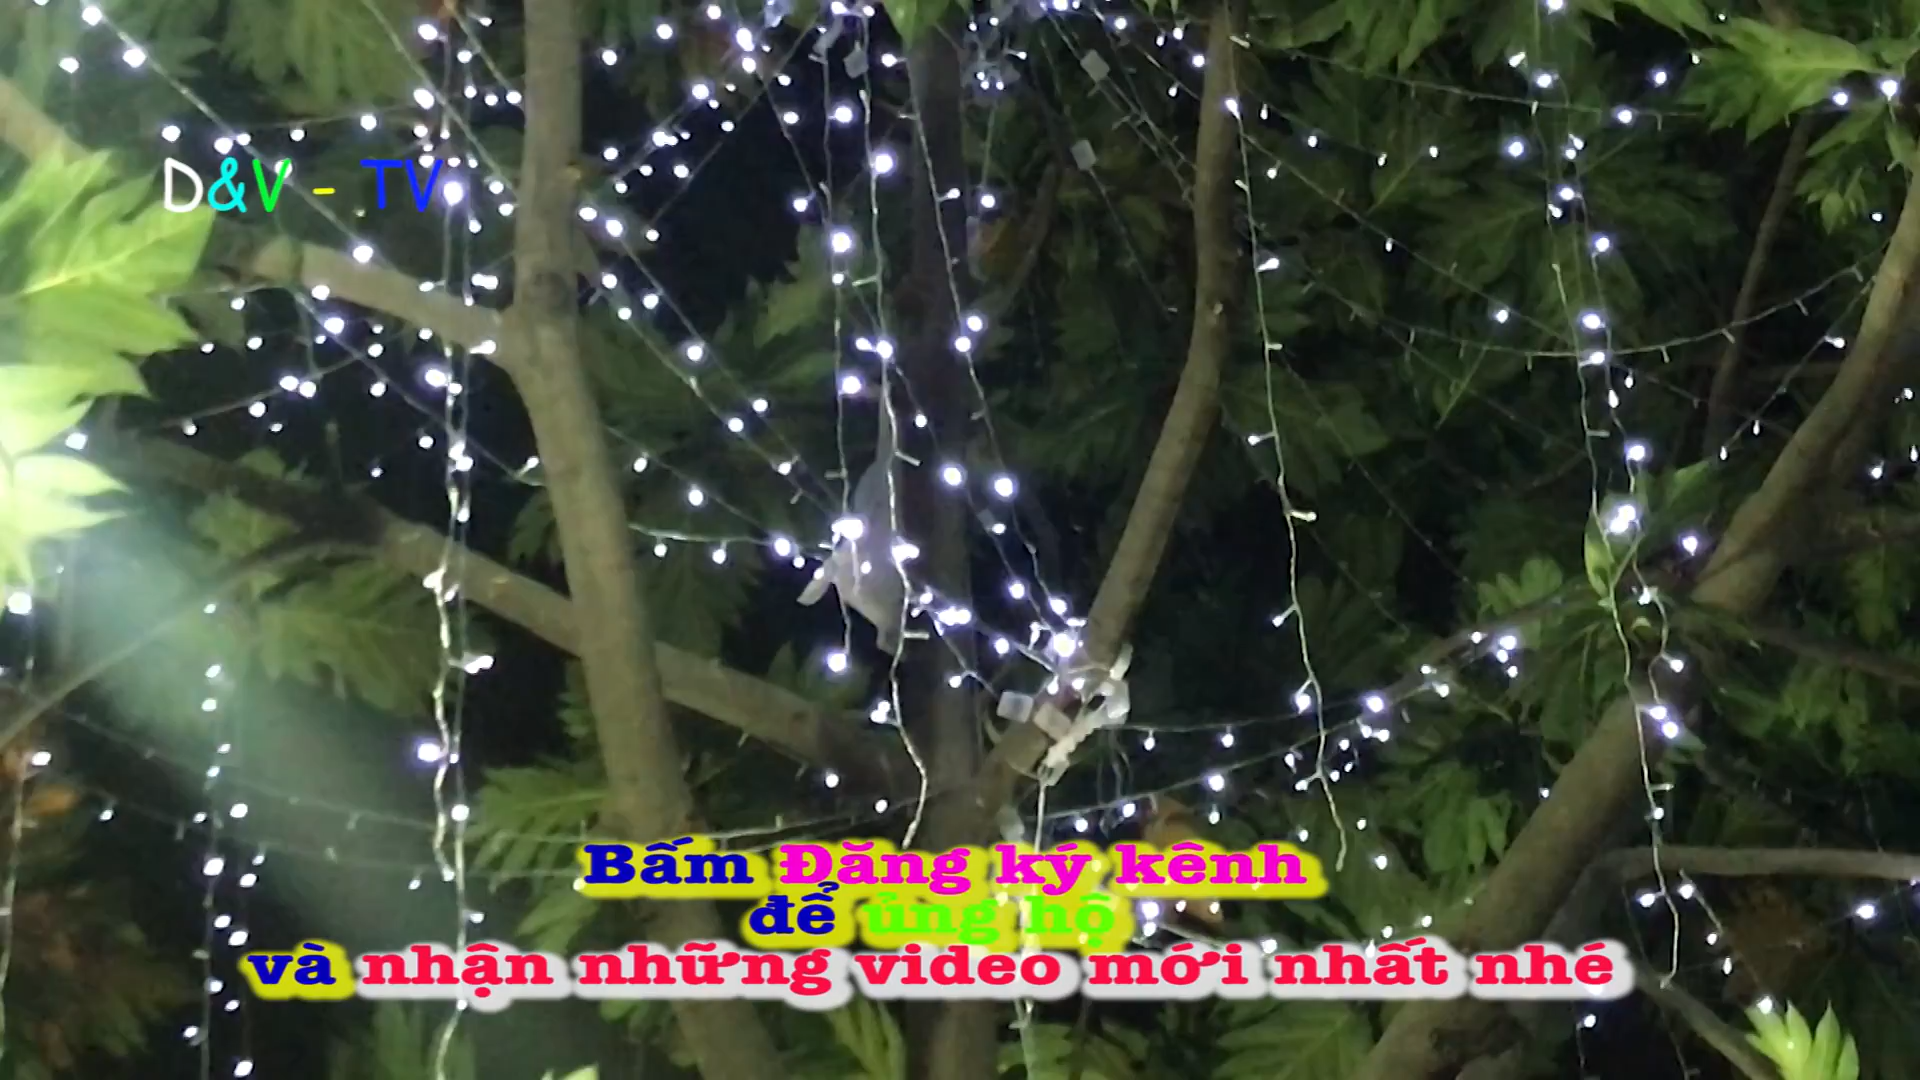 D&V - TV
Bấm Đăng ký kênh
để ủng hộ
và nhận những video mới nhất nhé